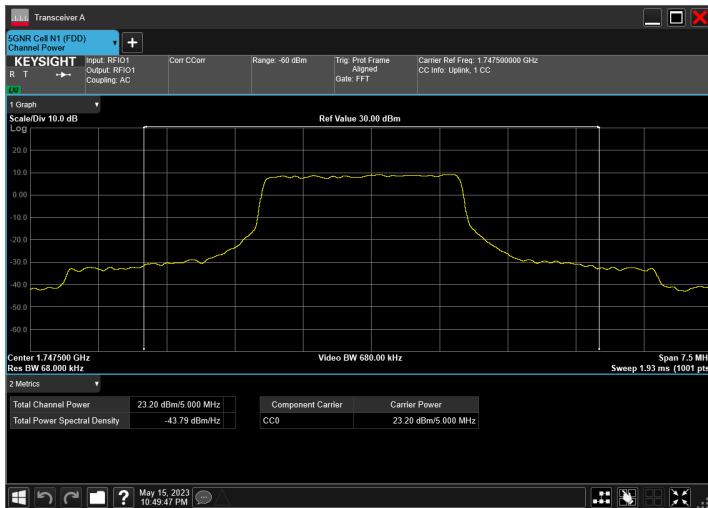 Transceiver A
5GNR Cell N1 (FDD)
Channel Power
KEYSIGHT
R T
LXI
Input: RFIO1
Output: RFIO1
Coupling: AC
Corr CCorr
Range: -60 dBm
Trig: Prot Frame
Aligned
Gate: FFT
Carrier Ref Freq: 1.747500000 GHz
CC Info: Uplink, 1 CC
1 Graph
Scale/Div 10.0 dB
Ref Value 30.00 dBm
Log
20.0
10.0
0.00
-10.0
-20.0
-30.0
-40.0
-50.0
-60.0
Center 1.747500 GHz
Video BW 680.00 kHz
Span 7.5 MH
Res BW 68.000 kHz
Sweep 1.93 ms (1001 pts
2 Metrics
Total Channel Power 23.20 dBm/5.000 MHz
Total Power Spectral Density -43.79 dBm/Hz
Component Carrier Carrier Power
CC0 23.20 dBm/5.000 MHz
?
May 15, 2023
10:49:47 PM